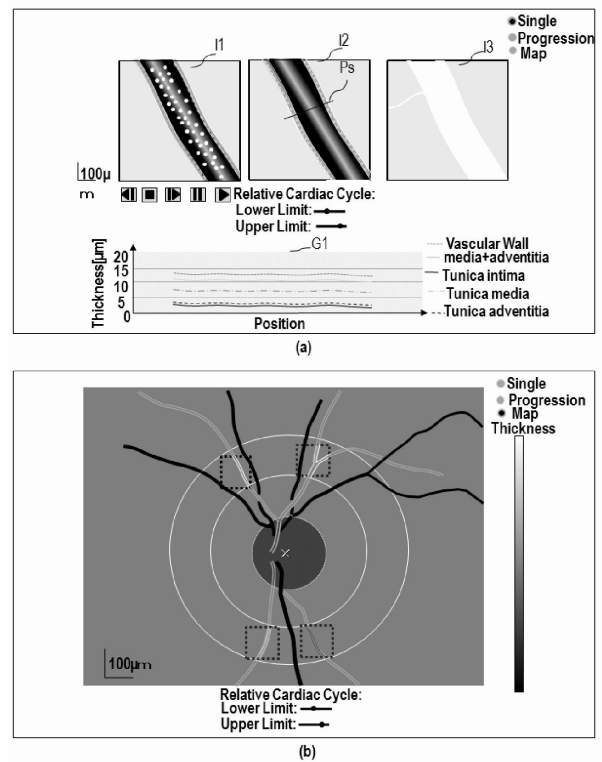 (a)
Single
Progression
Map
I1
I2
I3
Ps
100μ
m
Relative Cardiac Cycle:
Lower Limit:
Upper Limit:
G1
Thickness[μm]
20
15
10
5
0
Position
Vascular Wall
media+adventitia
Tunica intima
Tunica media
Tunica adventitia
(a)
(b)
Single
Progression
Map
Thickness
100μm
Relative Cardiac Cycle:
Lower Limit:
Upper Limit:
(b)